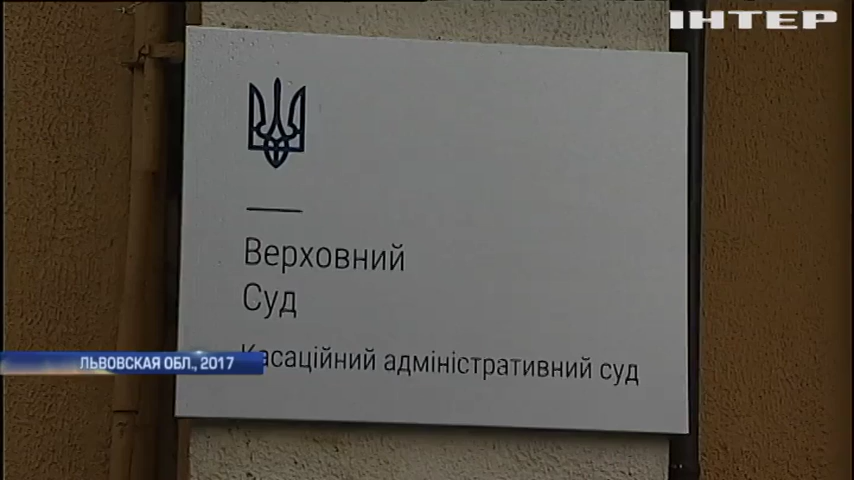 ІНТЕР
Верховний
Суд
Касаційний адміністративний суд
ЛЬВОВСКАЯ ОБЛ., 2017